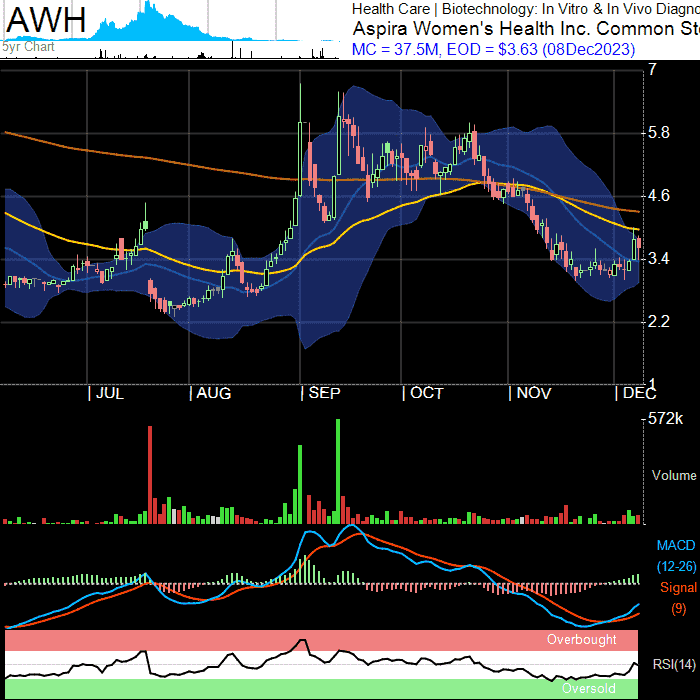 AWH
5yr Chart
Health Care | Biotechnology: In Vitro & In Vivo Diagno
Aspira Women's Health Inc. Common Sto
MC = 37.5M, EOD = $3.63 (08Dec2023)
7
5.8
4.6
3.4
2.2
1
| JUL | AUG | SEP | OCT | NOV | DEC
572k
Volume
MACD
(12-26)
Signal
(9)
Overbought
RSI(14)
Oversold